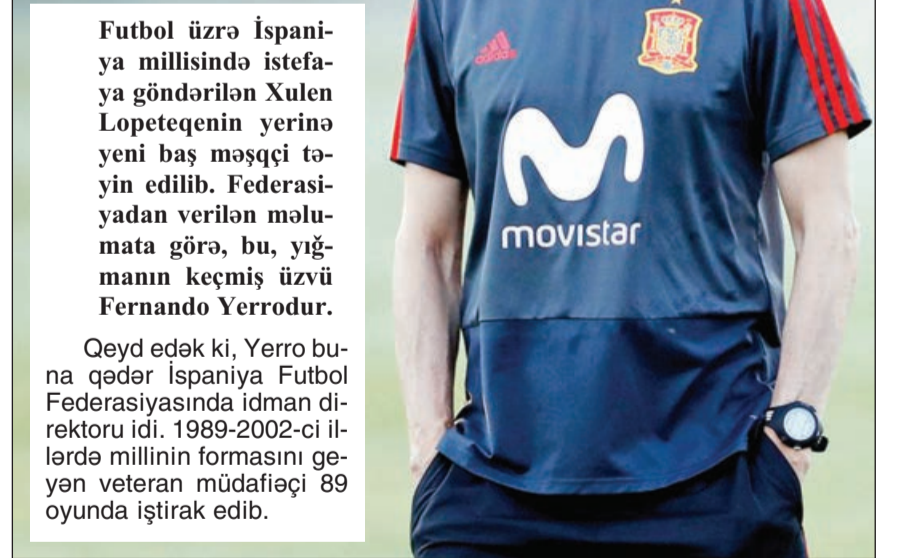 Futbol üzrə İspani-
ya millisində istefa-
ya göndərilən Xulen
Lopeteqenin yerinə
yeni baş məşqçi tə-
yin edilib. Federasi-
yadan verilən məlu-
mata görə, bu, yığ-
manın keçmiş üzvü
Fernando Yerrodur.
Qeyd edək ki, Yerro bu-
na qədər İspaniya Futbol
Federasiyasında idman di-
rektoru idi. 1989-2002-ci il-
lərdə millinin formasını ge-
yən veteran müdafiəçi 89
oyunda iştirak edib.
adidas
movistar